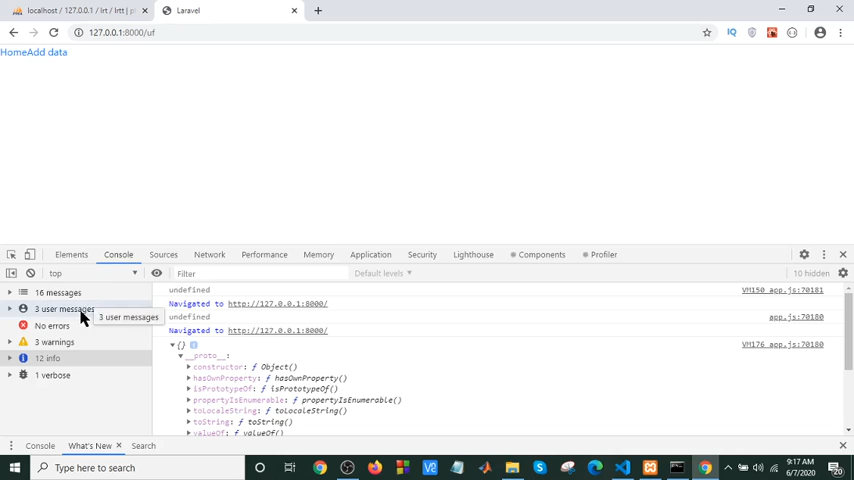 localhost / 127.0.0.1 / lrt / lrtt | p
Laravel
127.0.0.1:8000/uf
IQ
HomeAdd data
Elements Console Sources Network Performance Memory Application Security Lighthouse Components Profiler
top Filter Default levels 10 hidden
16 messages
3 user messages
3 user messages
No errors
3 warnings
12 info
1 verbose
undefined VM150 app.js:70181
Navigated to http://127.0.0.1:8000/
undefined app.js:70180
Navigated to http://127.0.0.1:8000/
{} i VM176 app.js:70180
__proto__:
constructor: ƒ Object()
hasOwnProperty: ƒ hasOwnProperty()
isPrototypeOf: ƒ isPrototypeOf()
propertyIsEnumerable: ƒ propertyIsEnumerable()
toLocaleString: ƒ toLocaleString()
toString: ƒ toString()
valueOf: ƒ valueOf()
Console What's New Search
Type here to search
9:17 AM
6/7/2020
20